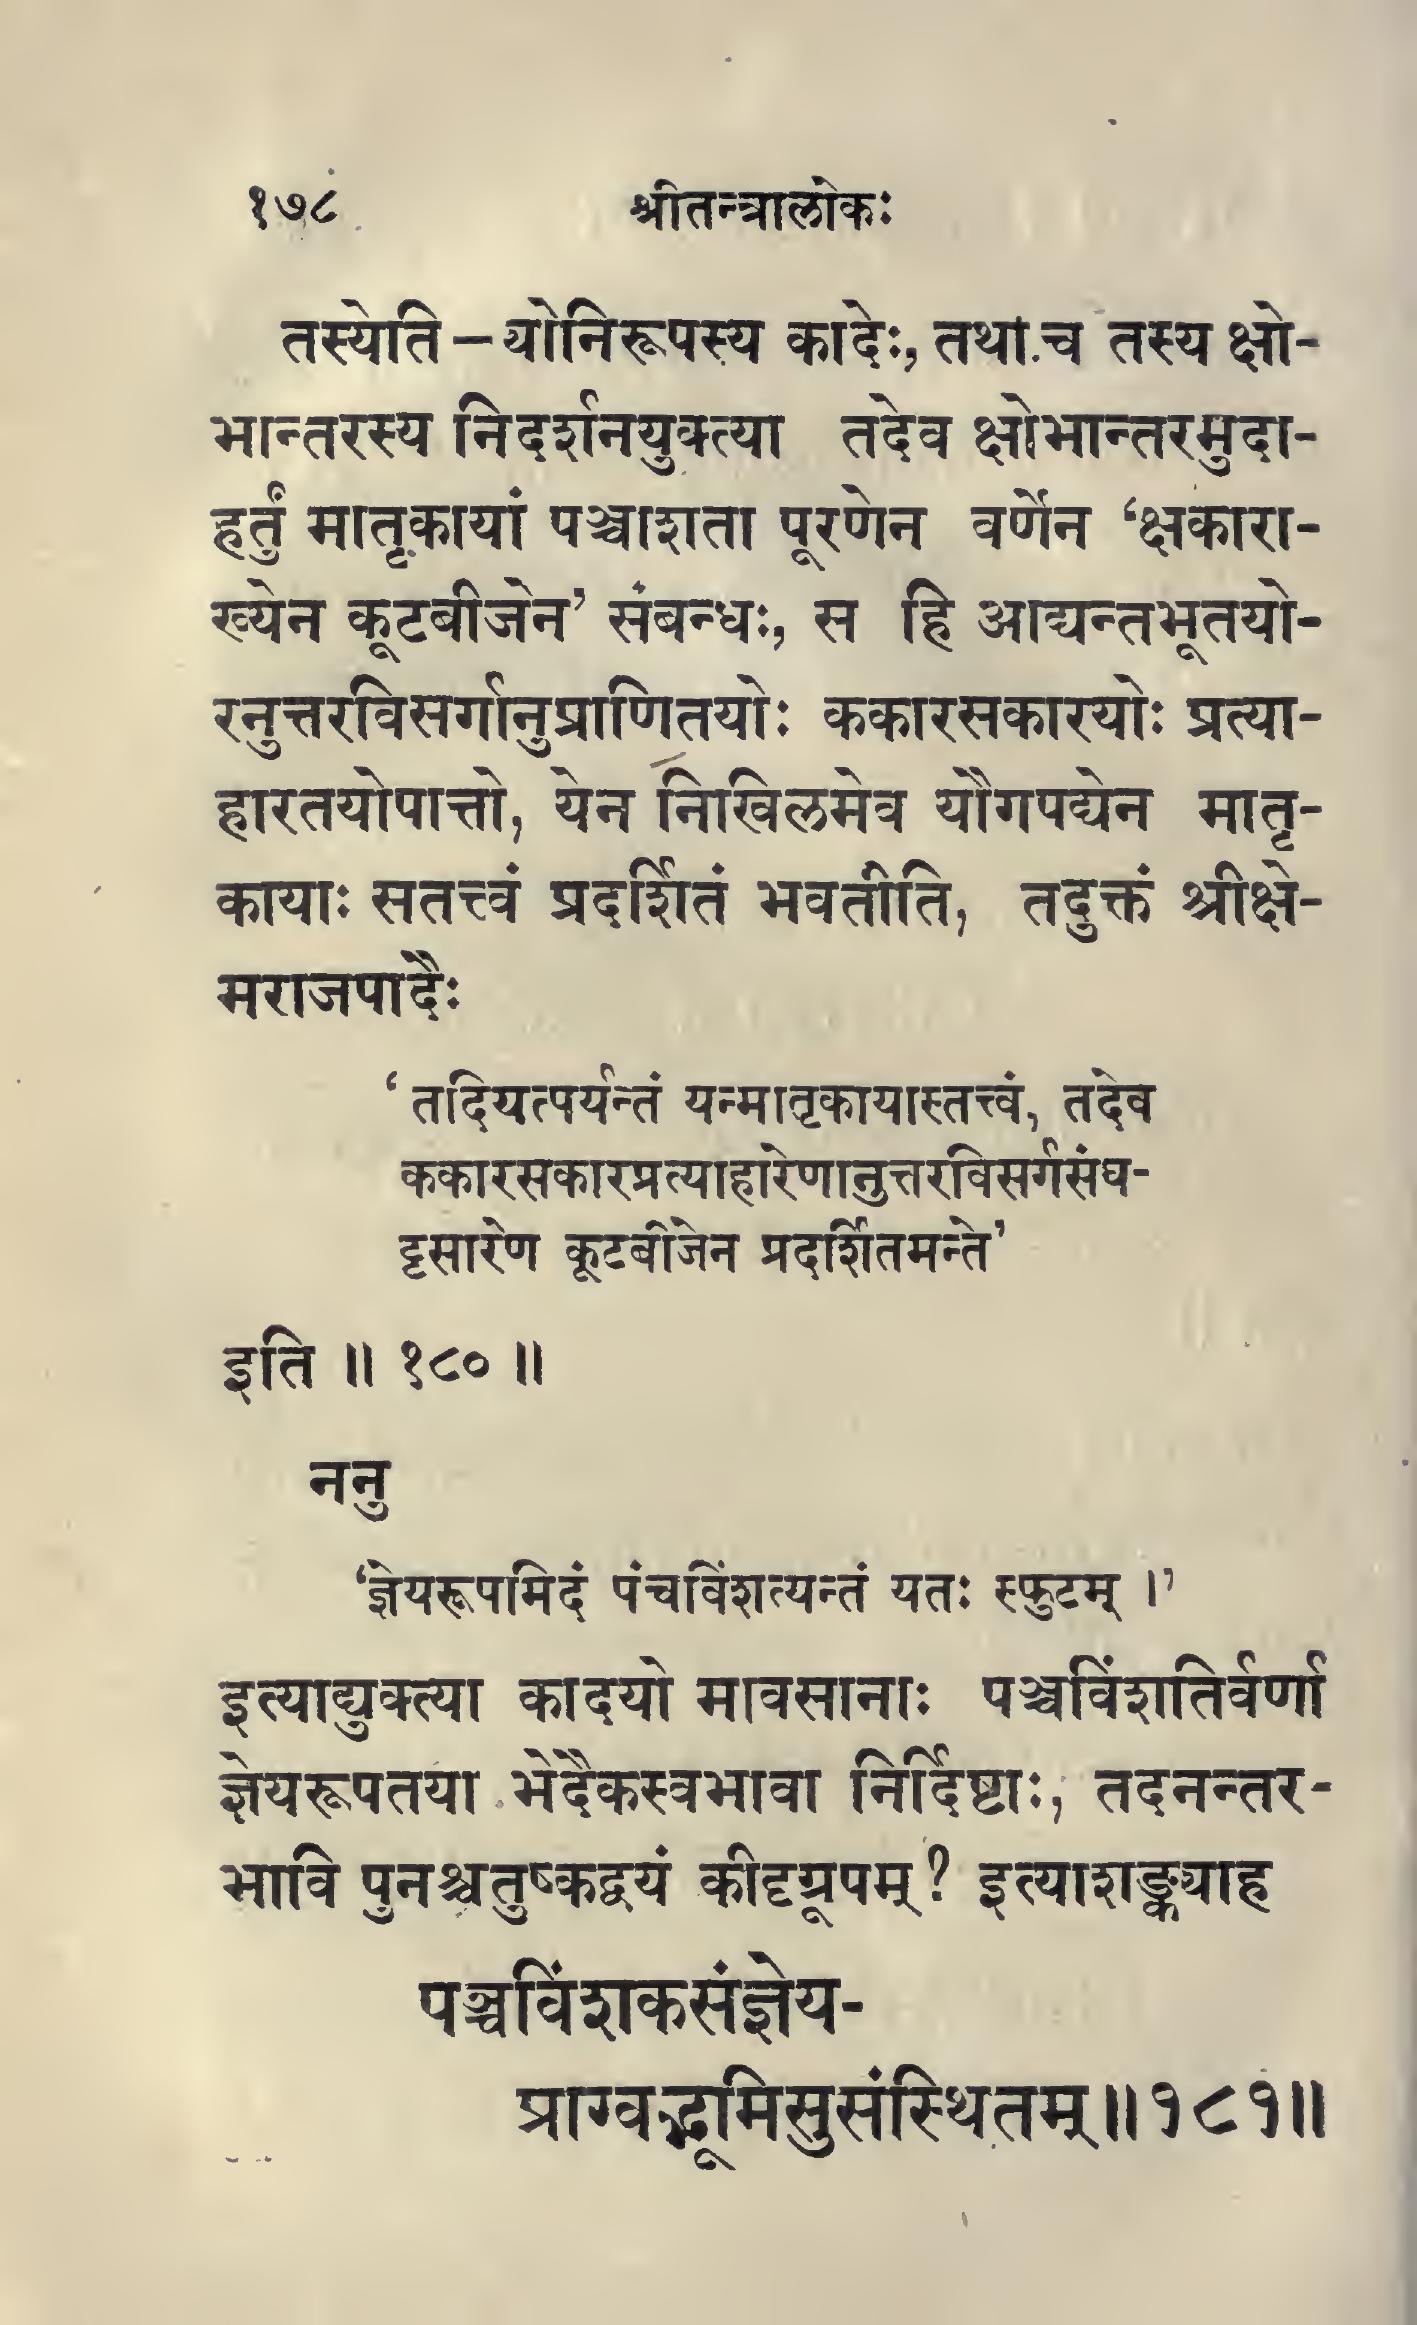 १७८ श्रीतन्त्रालोकः
तस्येति – योनिरूपस्य कादेः, तथा च तस्य क्षो-
भान्तरस्य निदर्शनयुक्त्या तदेव क्षोभान्तरमुदा-
हर्तुं मातृकायां पञ्चाशता पूरणेन वर्णेन ‘क्षकारा-
ख्येन कूटबीजेन’ संबन्धः, स हि आद्यन्तभूतयो-
रनुत्तरविसर्गानुप्राणितयोः ककारसकारयोः प्रत्या-
हारतयोपात्तो, येन निखिलमेव यौगपद्येन मातृ-
कायाः सतत्त्वं प्रदर्शितं भवतीति, तदुक्तं श्रीक्षे-
मराजपादैः
‘ तदियत्पर्यन्तं यन्मातृकायास्तत्त्वं, तदेव
ककारसकारप्रत्याहारेणानुत्तरविसर्गसंघ-
ट्टसारेण कूटबीजेन प्रदर्शितमन्ते’
इति ॥ १८० ॥
ननु
‘ज्ञेयरूपमिदं पंचविंशत्यन्तं यतः स्फुटम् ।’
इत्याद्युक्त्या कादयो मावसानाः पञ्चविंशतिर्वर्णा
ज्ञेयरूपतया भेदैकस्वभावा निर्दिष्टाः, तदनन्तर-
भावि पुनश्चतुष्कद्वयं कीदृग्रूपम् ? इत्याशङ्क्याह
पञ्चविंशकसंज्ञेय-
प्राग्वद्भूमिसुसंस्थितम् ॥ १८१ ॥